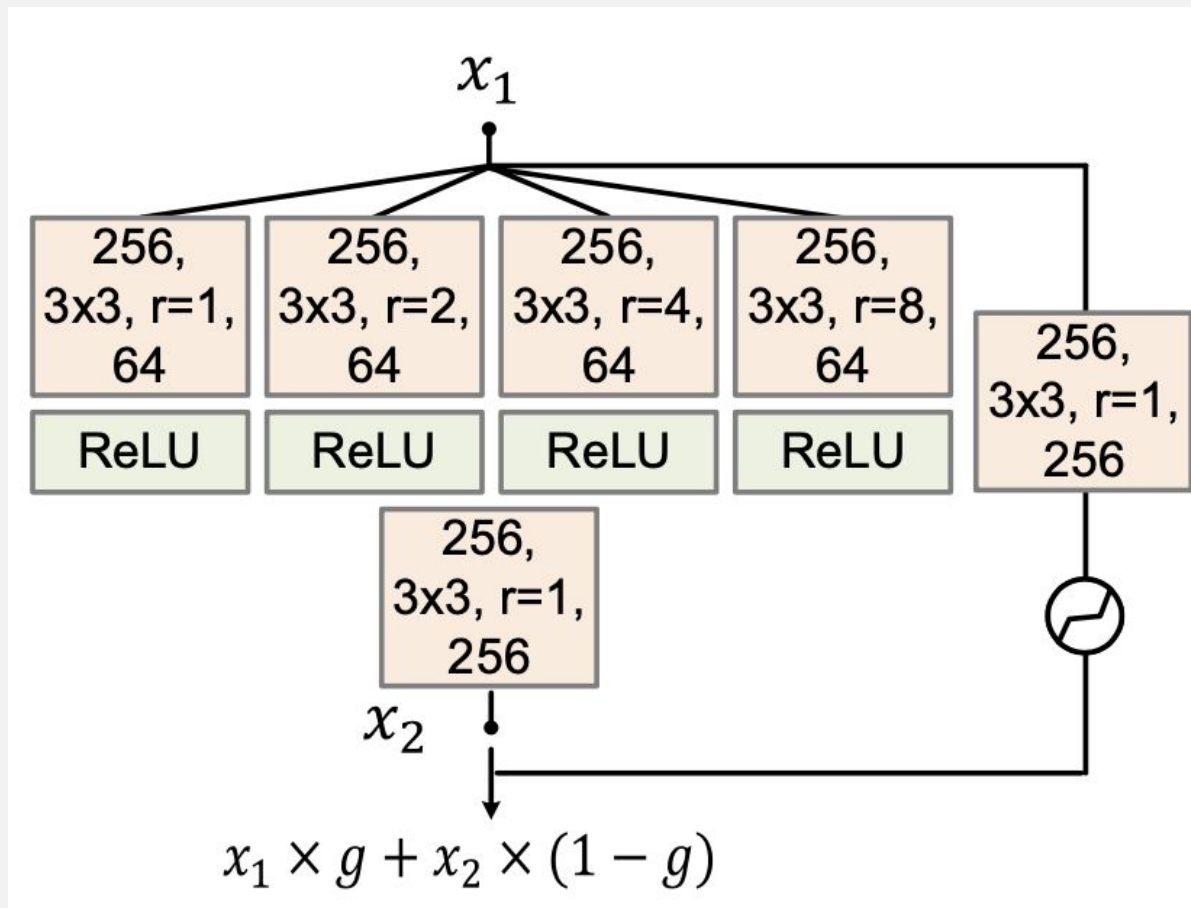 x₁
256,
3x3, r=1,
64
256,
3x3, r=2,
64
256,
3x3, r=4,
64
256,
3x3, r=8,
64
256,
3x3, r=1,
256
ReLU
ReLU
ReLU
ReLU
256,
3x3, r=1,
256
x₂
x₁ × g + x₂ × (1 − g)